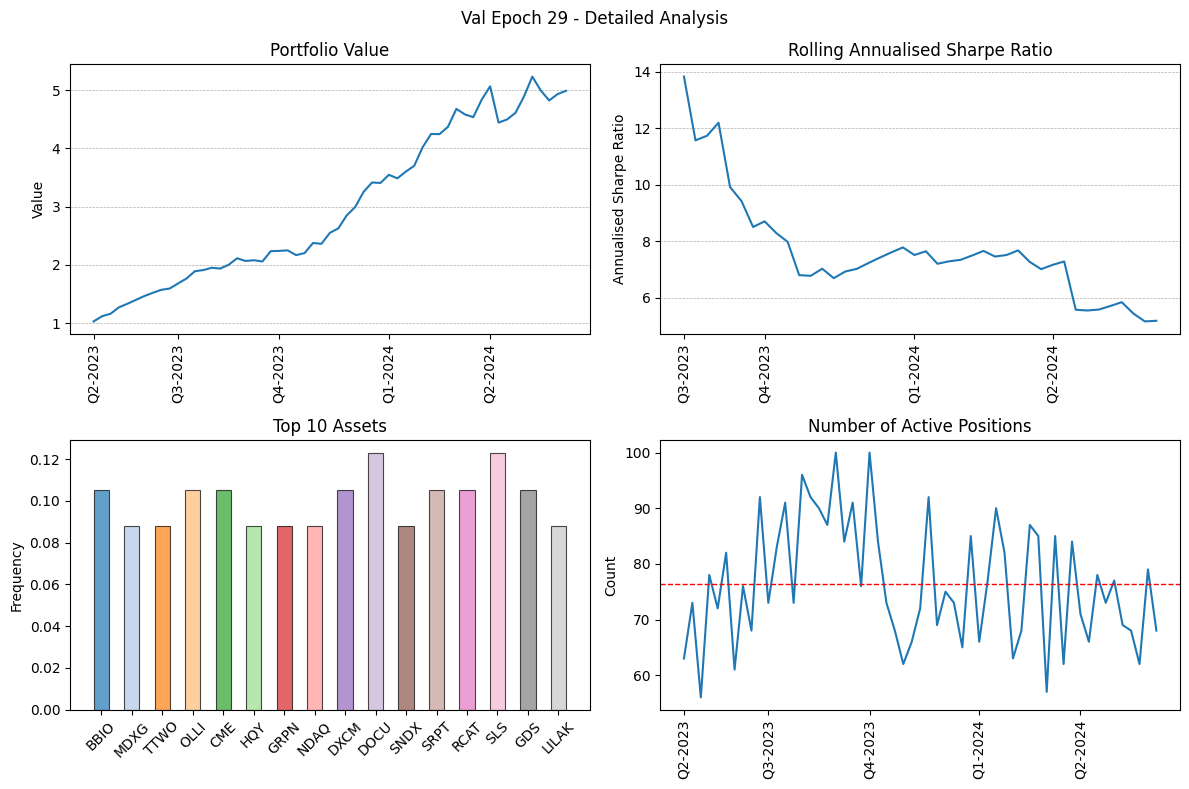 Val Epoch 29 - Detailed Analysis
Portfolio Value
Value
5
4
3
2
1
Q2-2023
Q3-2023
Q4-2023
Q1-2024
Q2-2024
Rolling Annualised Sharpe Ratio
Annualised Sharpe Ratio
14
12
10
8
6
Q3-2023
Q4-2023
Q1-2024
Q2-2024
Top 10 Assets
Frequency
0.12
0.10
0.08
0.06
0.04
0.02
0.00
BBIO
MDXG
TTWO
OLLI
CME
HQY
GRPN
NDAQ
DXCM
DOCU
SNDX
SRPT
RCAT
SLS
GDS
LILAK
Number of Active Positions
Count
100
90
80
70
60
Q2-2023
Q3-2023
Q4-2023
Q1-2024
Q2-2024